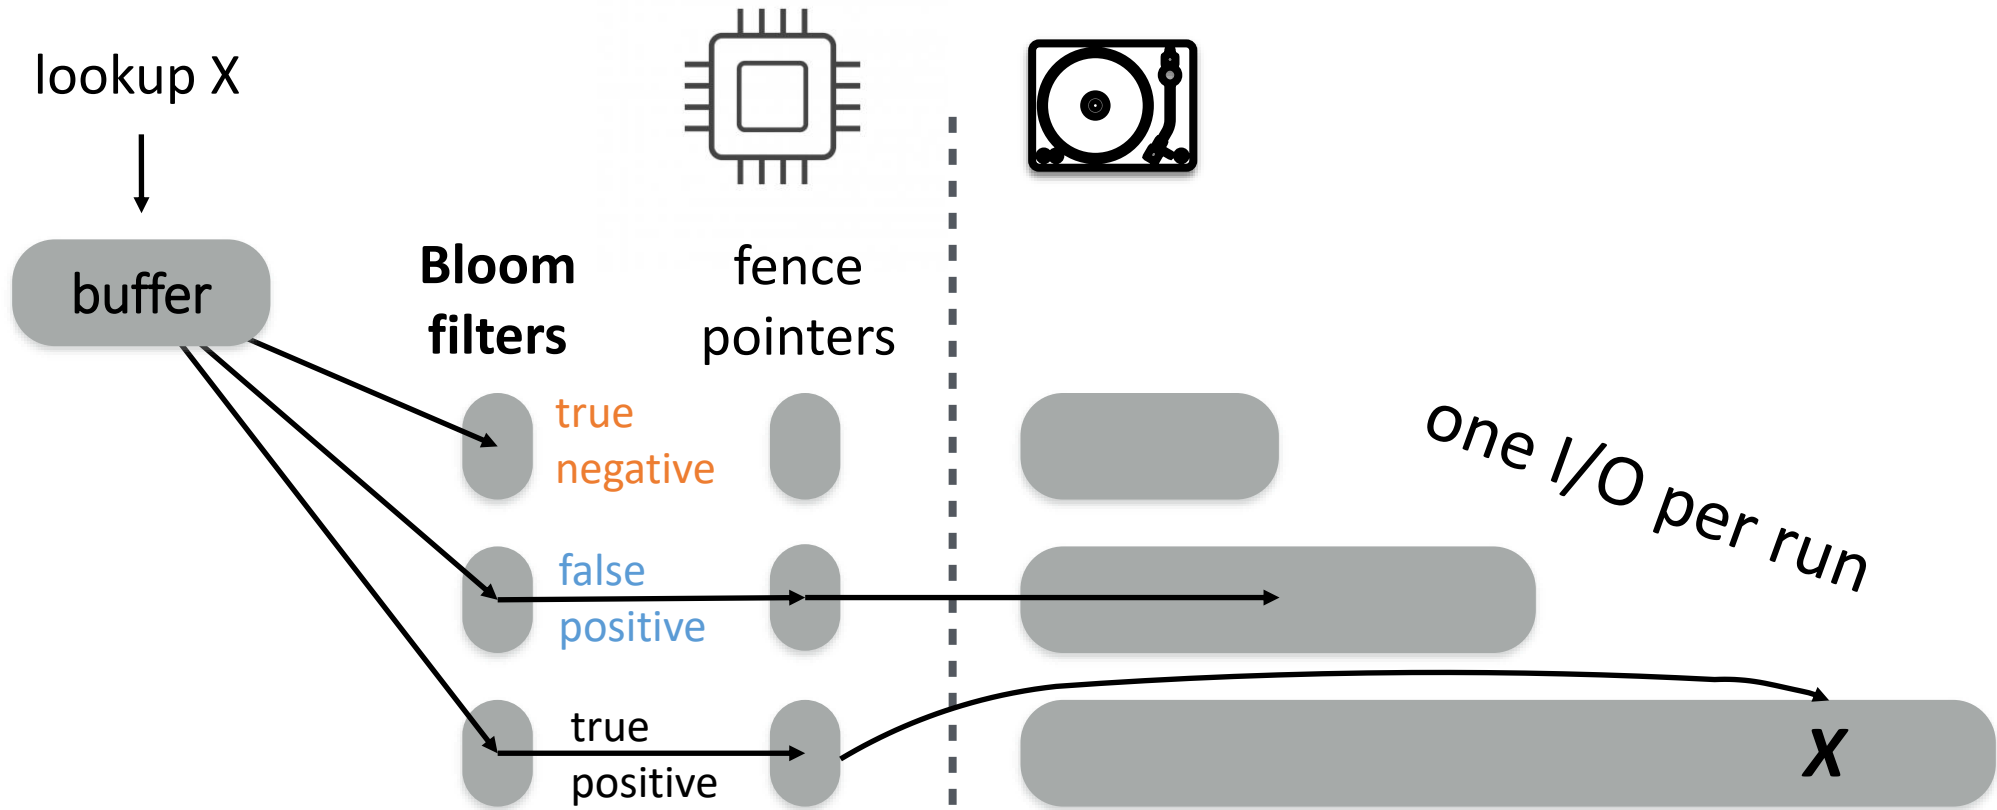 lookup X
buffer
Bloom
filters
fence
pointers
true
negative
one I/O per run
false
positive
true
positive
X